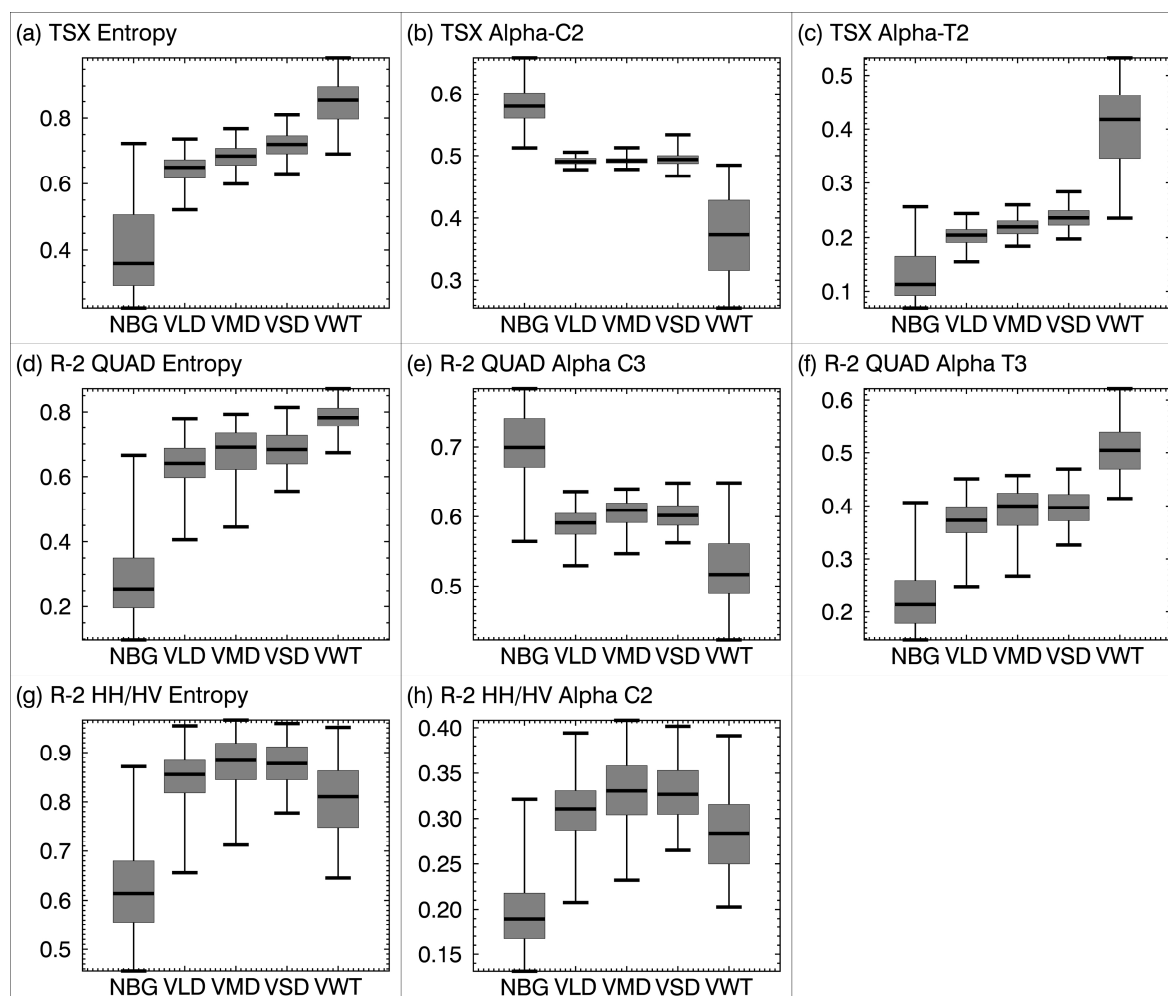 (a) TSX Entropy
0.8
0.6
0.4
NBG VLD VMD VSD VWT
(b) TSX Alpha-C2
0.6
0.5
0.4
0.3
NBG VLD VMD VSD VWT
(c) TSX Alpha-T2
0.5
0.4
0.3
0.2
0.1
NBG VLD VMD VSD VWT
(d) R-2 QUAD Entropy
0.8
0.6
0.4
0.2
NBG VLD VMD VSD VWT
(e) R-2 QUAD Alpha C3
0.7
0.6
0.5
NBG VLD VMD VSD VWT
(f) R-2 QUAD Alpha T3
0.6
0.5
0.4
0.3
0.2
NBG VLD VMD VSD VWT
(g) R-2 HH/HV Entropy
0.9
0.8
0.7
0.6
0.5
NBG VLD VMD VSD VWT
(h) R-2 HH/HV Alpha C2
0.40
0.35
0.30
0.25
0.20
0.15
NBG VLD VMD VSD VWT